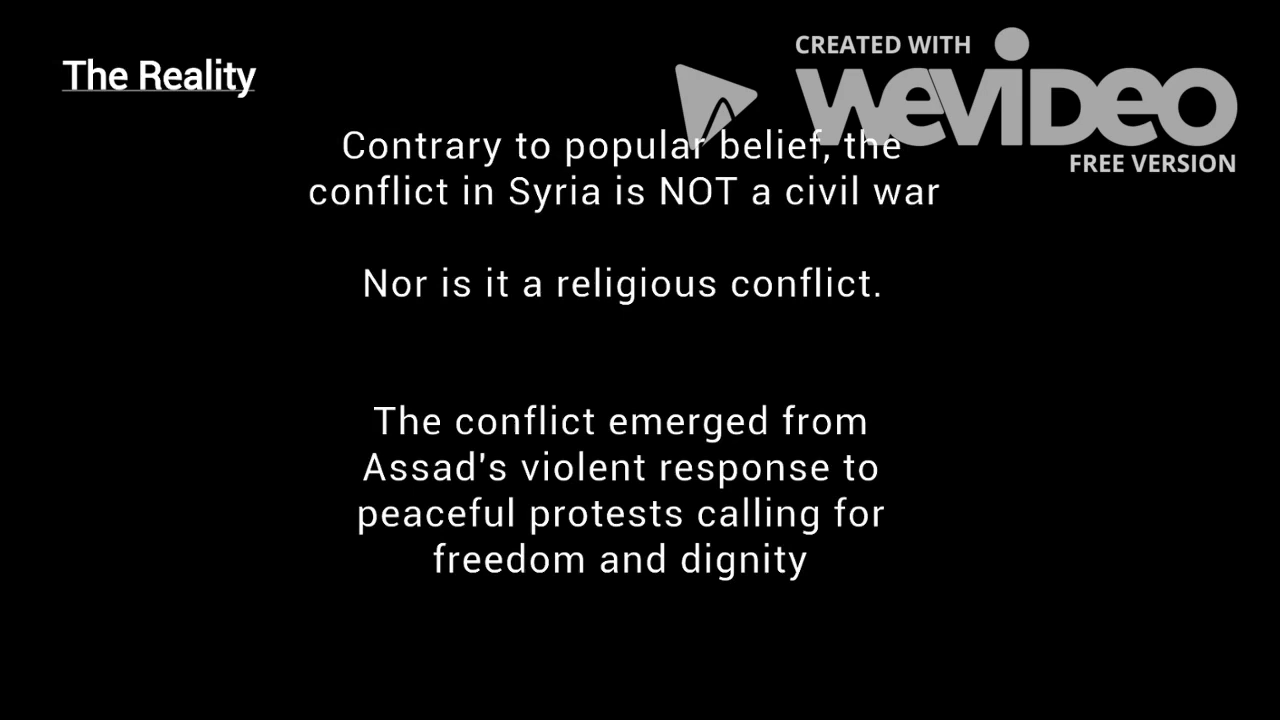 The Reality
CREATED WITH
WeVideo
FREE VERSION
Contrary to popular belief, the
conflict in Syria is NOT a civil war
Nor is it a religious conflict.
The conflict emerged from
Assad's violent response to
peaceful protests calling for
freedom and dignity